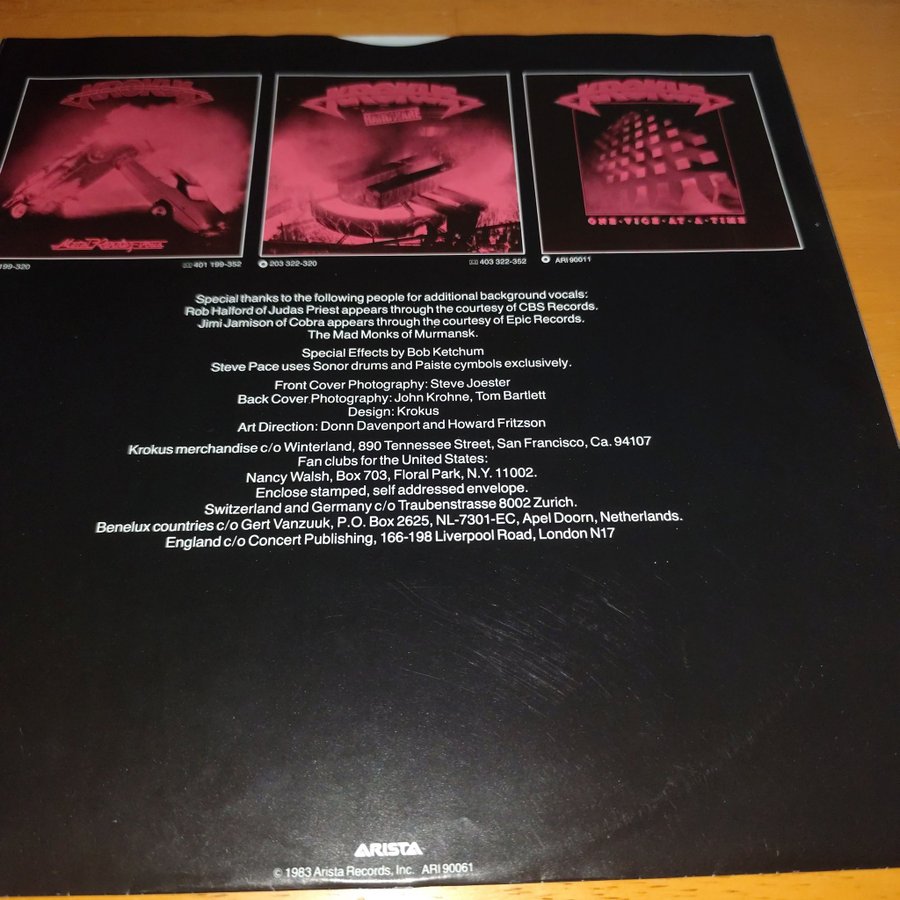 KROKUS
KROKUS
HARDWARE
KROKUS
Metal Rendez-vous
ONE·VICE·AT·A·TIME
199-320
401 199-352
203 322-320
403 322-352
ARI 90011
Special thanks to the following people for additional background vocals:
Rob Halford of Judas Priest appears through the courtesy of CBS Records.
Jimi Jamison of Cobra appears through the courtesy of Epic Records.
The Mad Monks of Murmansk.
Special Effects by Bob Ketchum
Steve Pace uses Sonor drums and Paiste cymbols exclusively.
Front Cover Photography: Steve Joester
Back Cover Photography: John Krohne, Tom Bartlett
Design: Krokus
Art Direction: Donn Davenport and Howard Fritzson
Krokus merchandise c/o Winterland, 890 Tennessee Street, San Francisco, Ca. 94107
Fan clubs for the United States:
Nancy Walsh, Box 703, Floral Park, N.Y. 11002.
Enclose stamped, self addressed envelope.
Switzerland and Germany c/o Traubenstrasse 8002 Zurich.
Benelux countries c/o Gert Vanzuuk, P.O. Box 2625, NL-7301-EC, Apel Doorn, Netherlands.
England c/o Concert Publishing, 166-198 Liverpool Road, London N17
ARISTA
© 1983 Arista Records, Inc. ARI 90061